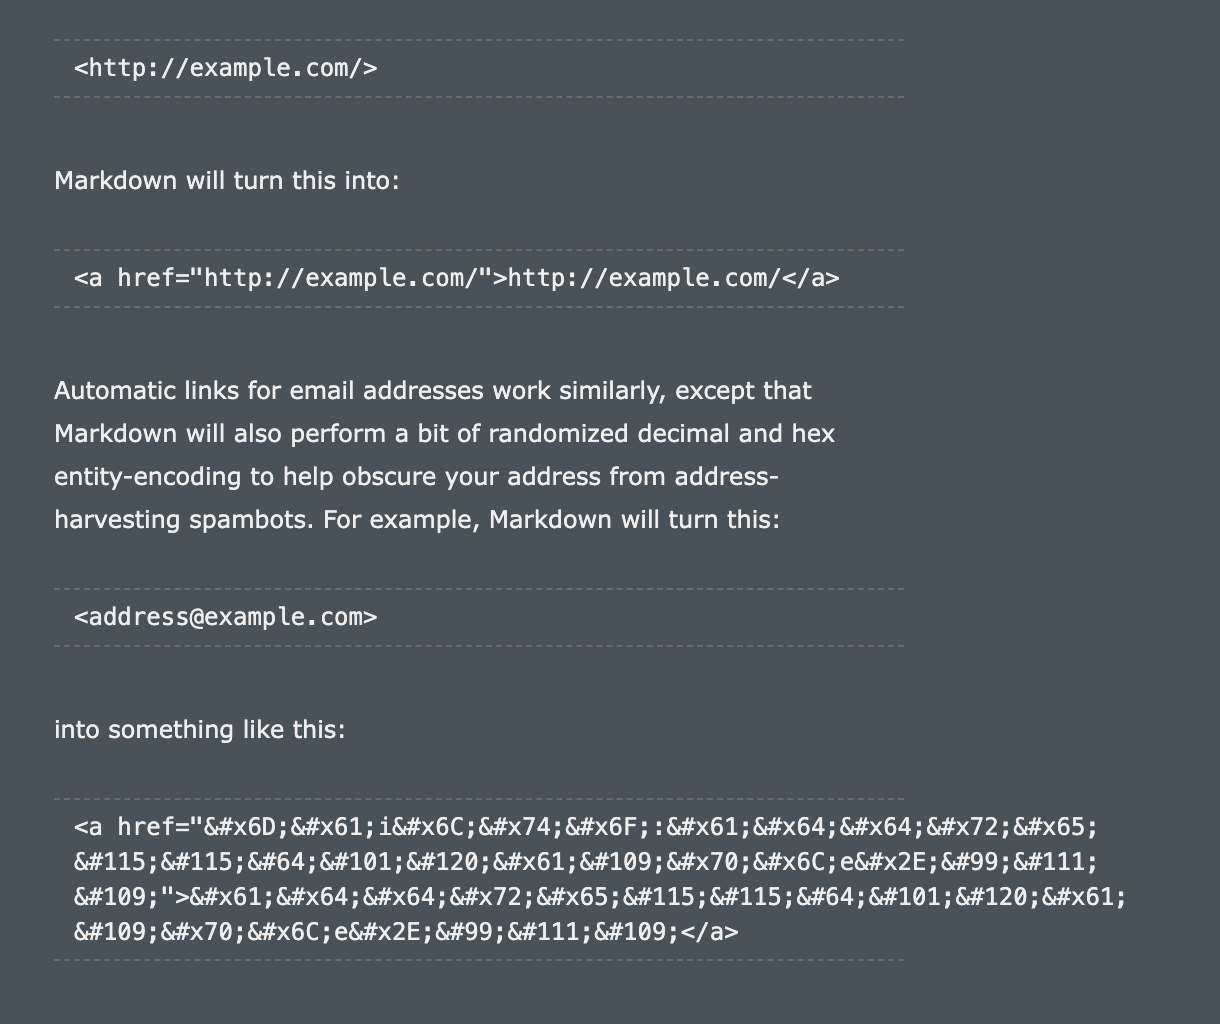 <http://example.com/>
Markdown will turn this into:
<a href="http://example.com/">http://example.com/</a>
Automatic links for email addresses work similarly, except that
Markdown will also perform a bit of randomized decimal and hex
entity-encoding to help obscure your address from address-
harvesting spambots. For example, Markdown will turn this:
<address@example.com>
into something like this:
<a href="&#x6D;&#x61;i&#x6C;&#x74;&#x6F;:&#x61;&#x64;&#x64;&#x72;&#x65;
&#115;&#115;&#64;&#101;&#120;&#x61;&#109;&#x70;&#x6C;e&#x2E;&#99;&#111;
&#109;">&#x61;&#x64;&#x64;&#x72;&#x65;&#115;&#115;&#64;&#101;&#120;&#x61;
&#109;&#x70;&#x6C;e&#x2E;&#99;&#111;&#109;</a>